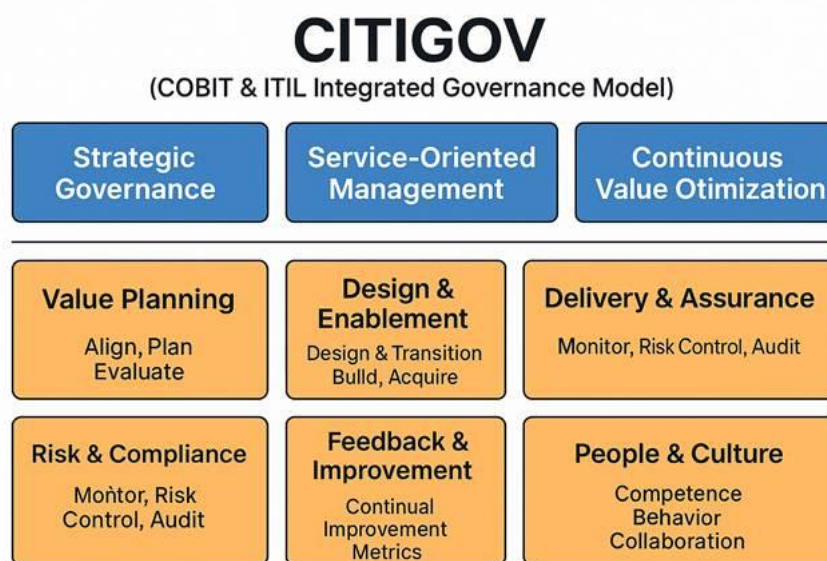 CITIGOV
(COBIT & ITIL Integrated Governance Model)
Strategic
Governance
Service-Oriented
Management
Continuous
Value Otimization
Value Planning
Align, Plan
Evaluate
Design &
Enablement
Design & Transition
Bulld, Acquire
Delivery & Assurance
Monitor, Risk Control, Audit
Risk & Compliance
Moǹtor, Risk
Control, Audit
Feedback &
Improvement
Continual
Improvement
Metrics
People & Culture
Competence
Behavior
Collaboration